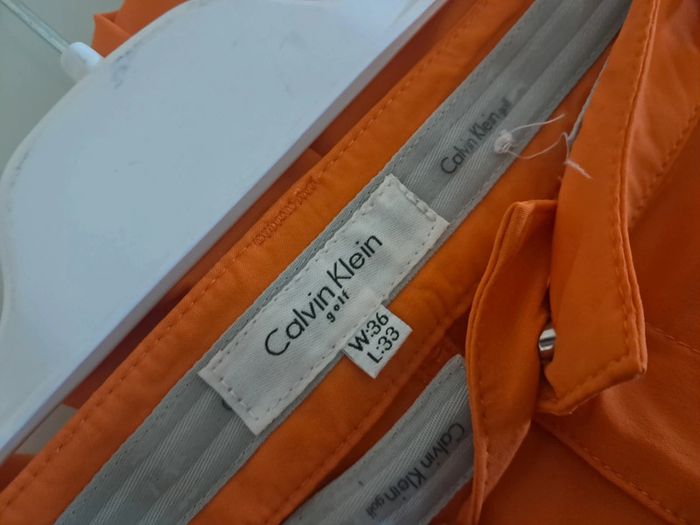 Calvin Klein golf
Calvin Klein
golf
W:36
L:33
Calvin Klein golf